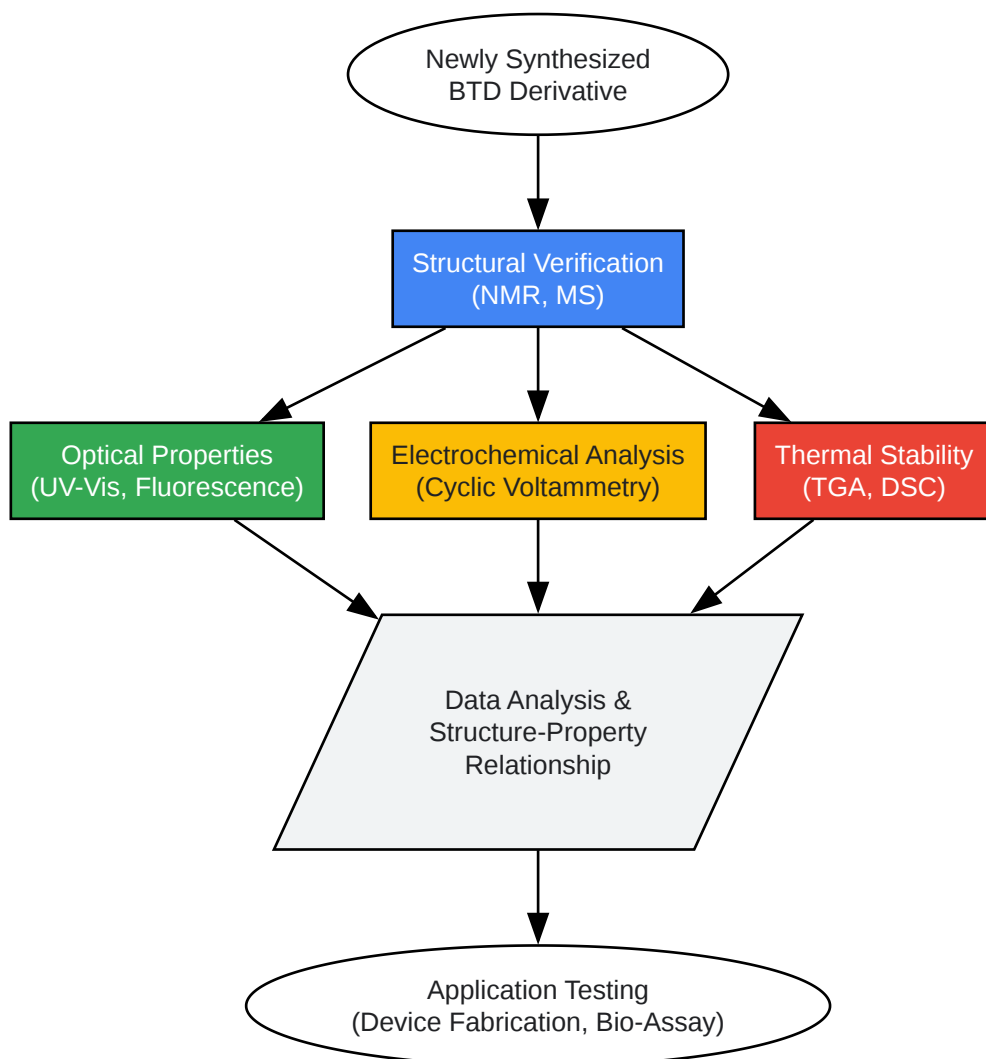 Newly Synthesized
BTD Derivative
Structural Verification
(NMR, MS)
Optical Properties
(UV-Vis, Fluorescence)
Electrochemical Analysis
(Cyclic Voltammetry)
Thermal Stability
(TGA, DSC)
Data Analysis &
Structure-Property
Relationship
Application Testing
(Device Fabrication, Bio-Assay)